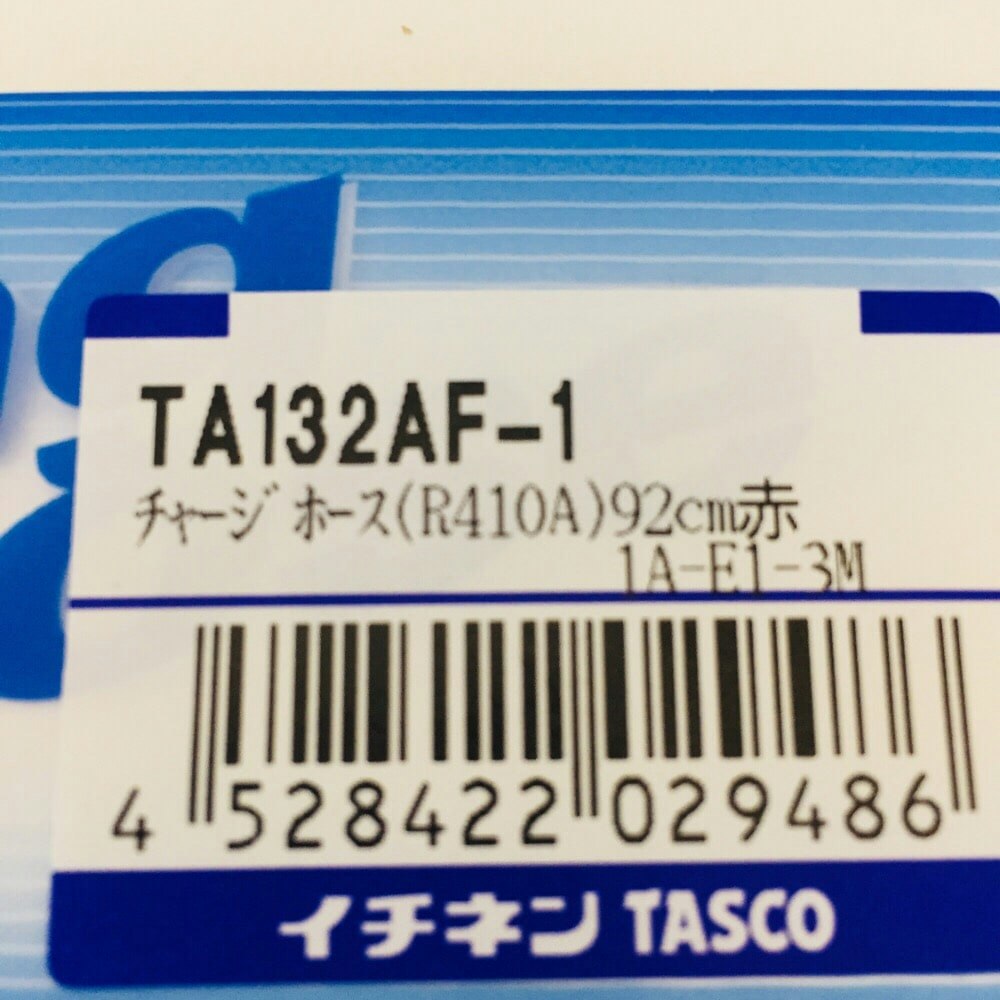 TA132AF-1
チャージホース(R410A)92cm赤
1A-E1-3M
4 528422 029486
イチネン TASCO